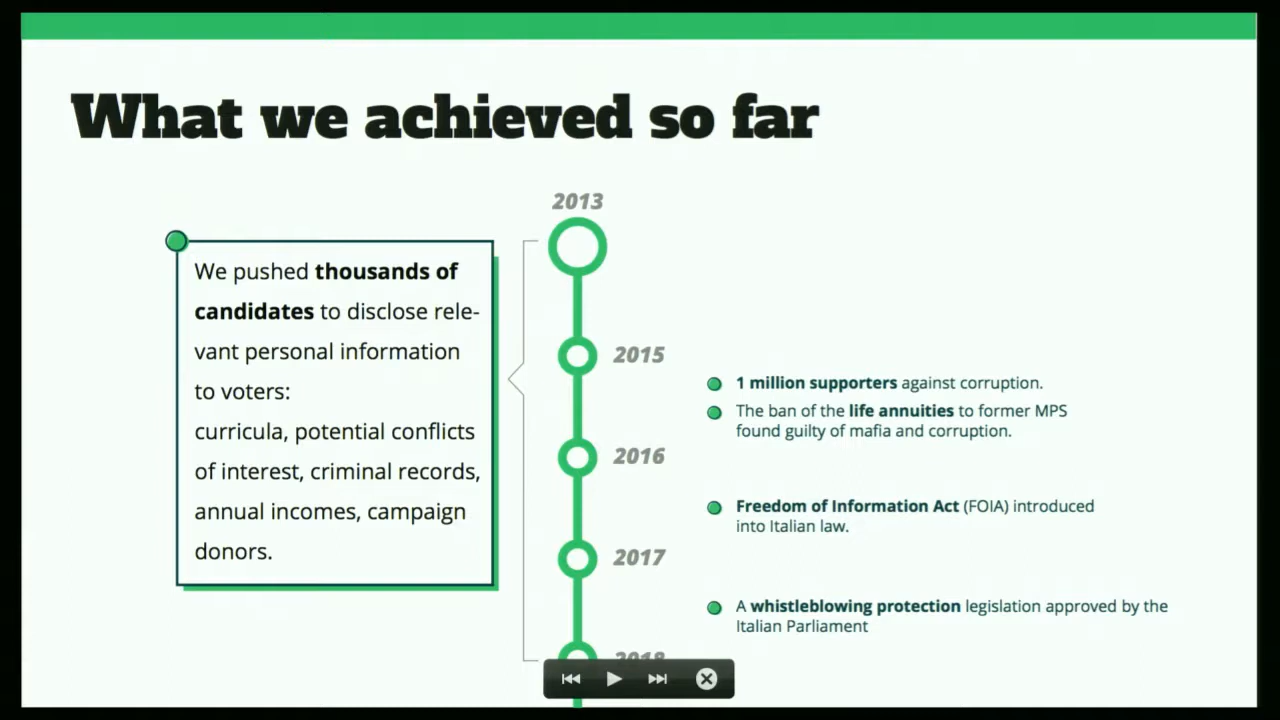 What we achieved so far
2013
We pushed thousands of
candidates to disclose rele-
vant personal information
to voters:
curricula, potential conflicts
of interest, criminal records,
annual incomes, campaign
donors.
2015
1 million supporters against corruption.
The ban of the life annuities to former MPS
found guilty of mafia and corruption.
2016
Freedom of Information Act (FOIA) introduced
into Italian law.
2017
A whistleblowing protection legislation approved by the
Italian Parliament
2018